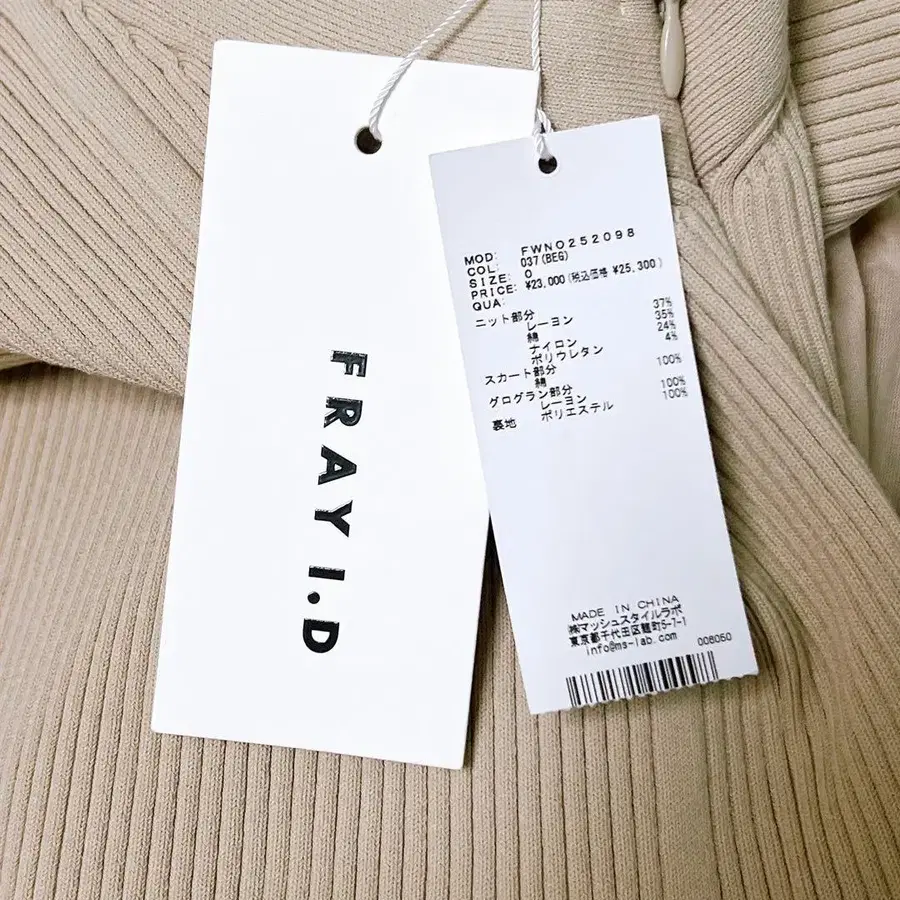 FRAY I.D
MOD: FWNO252098
COL: 037(BEG)
SIZE: 0
PRICE: ¥23,000(税込価格 ¥25,300)
QUA:
ニット部分
レーヨン 37%
綿 35%
ナイロン 24%
ポリウレタン 4%
スカート部分
綿 100%
グログラン部分
レーヨン 100%
裏地 ポリエステル 100%
MADE IN CHINA
㈱マッシュスタイルラボ
東京都千代田区麹町5-7-1
info@ms-lab.com 008050